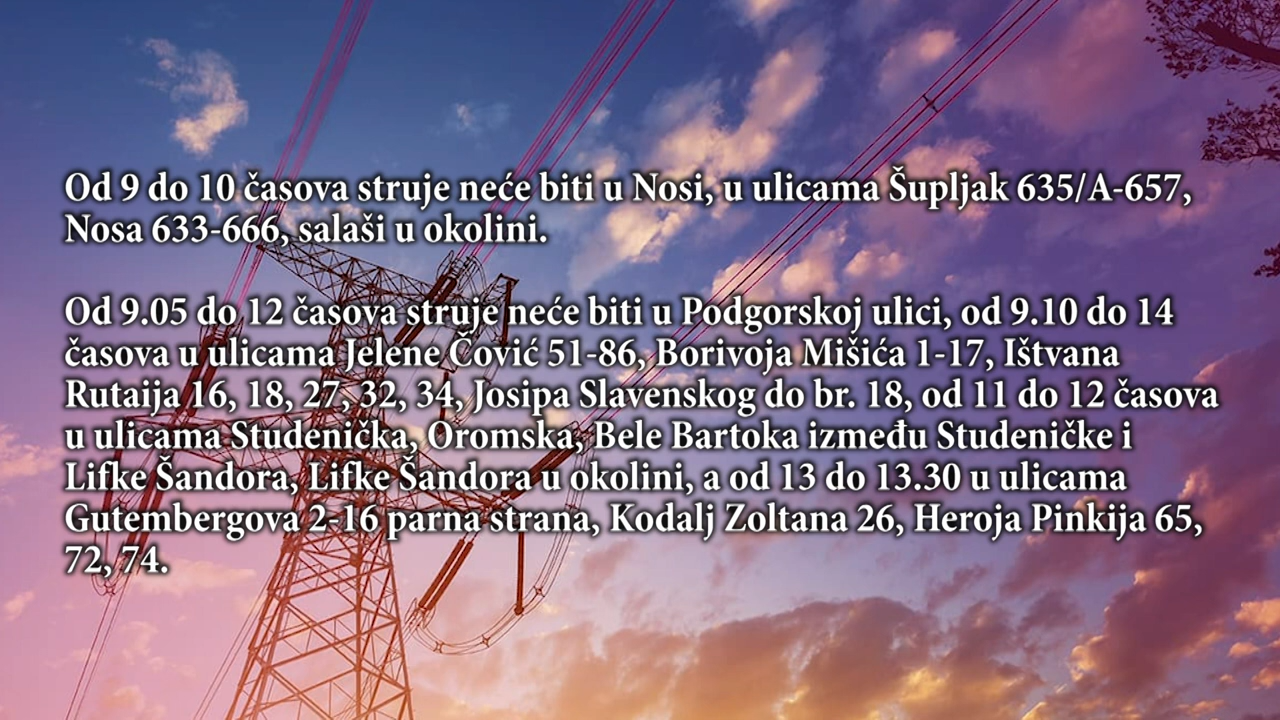 Od 9 do 10 časova struje neće biti u Nosi, u ulicama Šupljak 635/A-657,
Nosa 633-666, salaši u okolini.
Od 9.05 do 12 časova struje neće biti u Podgorskoj ulici, od 9.10 do 14
časova u ulicama Jelene Čović 51-86, Borivoja Mišića 1-17, Ištvana
Rutaija 16, 18, 27, 32, 34, Josipa Slavenskog do br. 18, od 11 do 12 časova
u ulicama Studenička, Oromska, Bele Bartoka između Studeničke i
Lifke Šandora, Lifke Šandora u okolini, a od 13 do 13.30 u ulicama
Gutembergova 2-16 parna strana, Kodalj Zoltana 26, Heroja Pinkija 65,
72, 74.